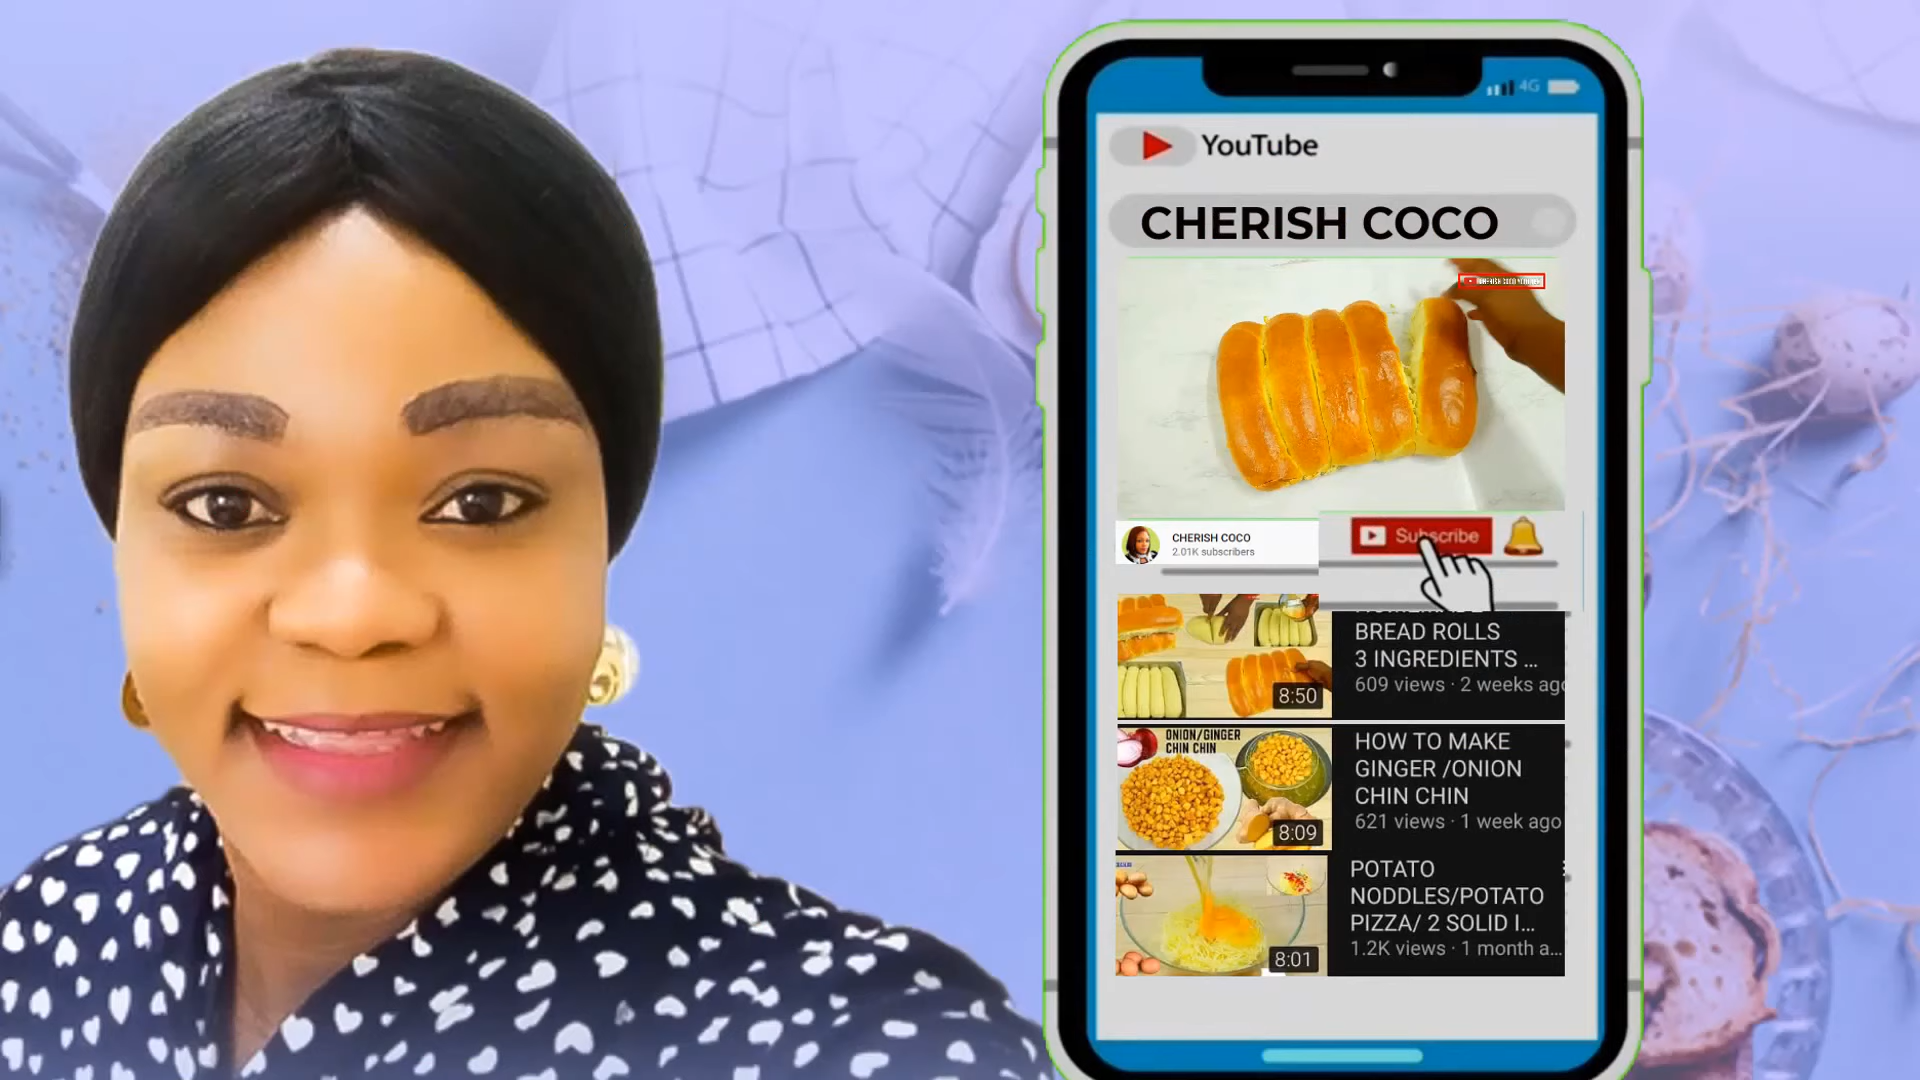 4G
YouTube
CHERISH COCO
CHERISH COCO
2.01K subscribers
Subscribe
BREAD ROLLS
3 INGREDIENTS ...
609 views · 2 weeks ago
8:50
ONION/GINGER
CHIN CHIN
8:09
HOW TO MAKE
GINGER /ONION
CHIN CHIN
621 views · 1 week ago
8:01
POTATO
NODDLES/POTATO
PIZZA/ 2 SOLID I...
1.2K views · 1 month a...